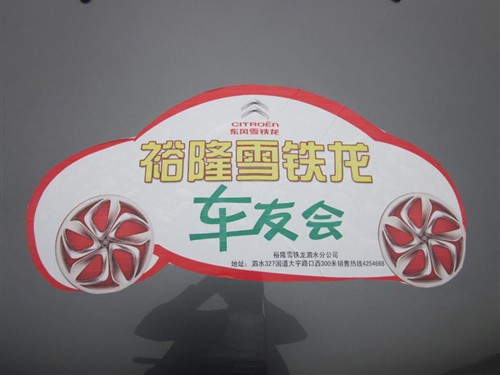 CITROËN
东风雪铁龙
裕隆雪铁龙
车友会
裕隆雪铁龙泗水分公司
地址：泗水327国道大宇路口西300米销售热线4254688